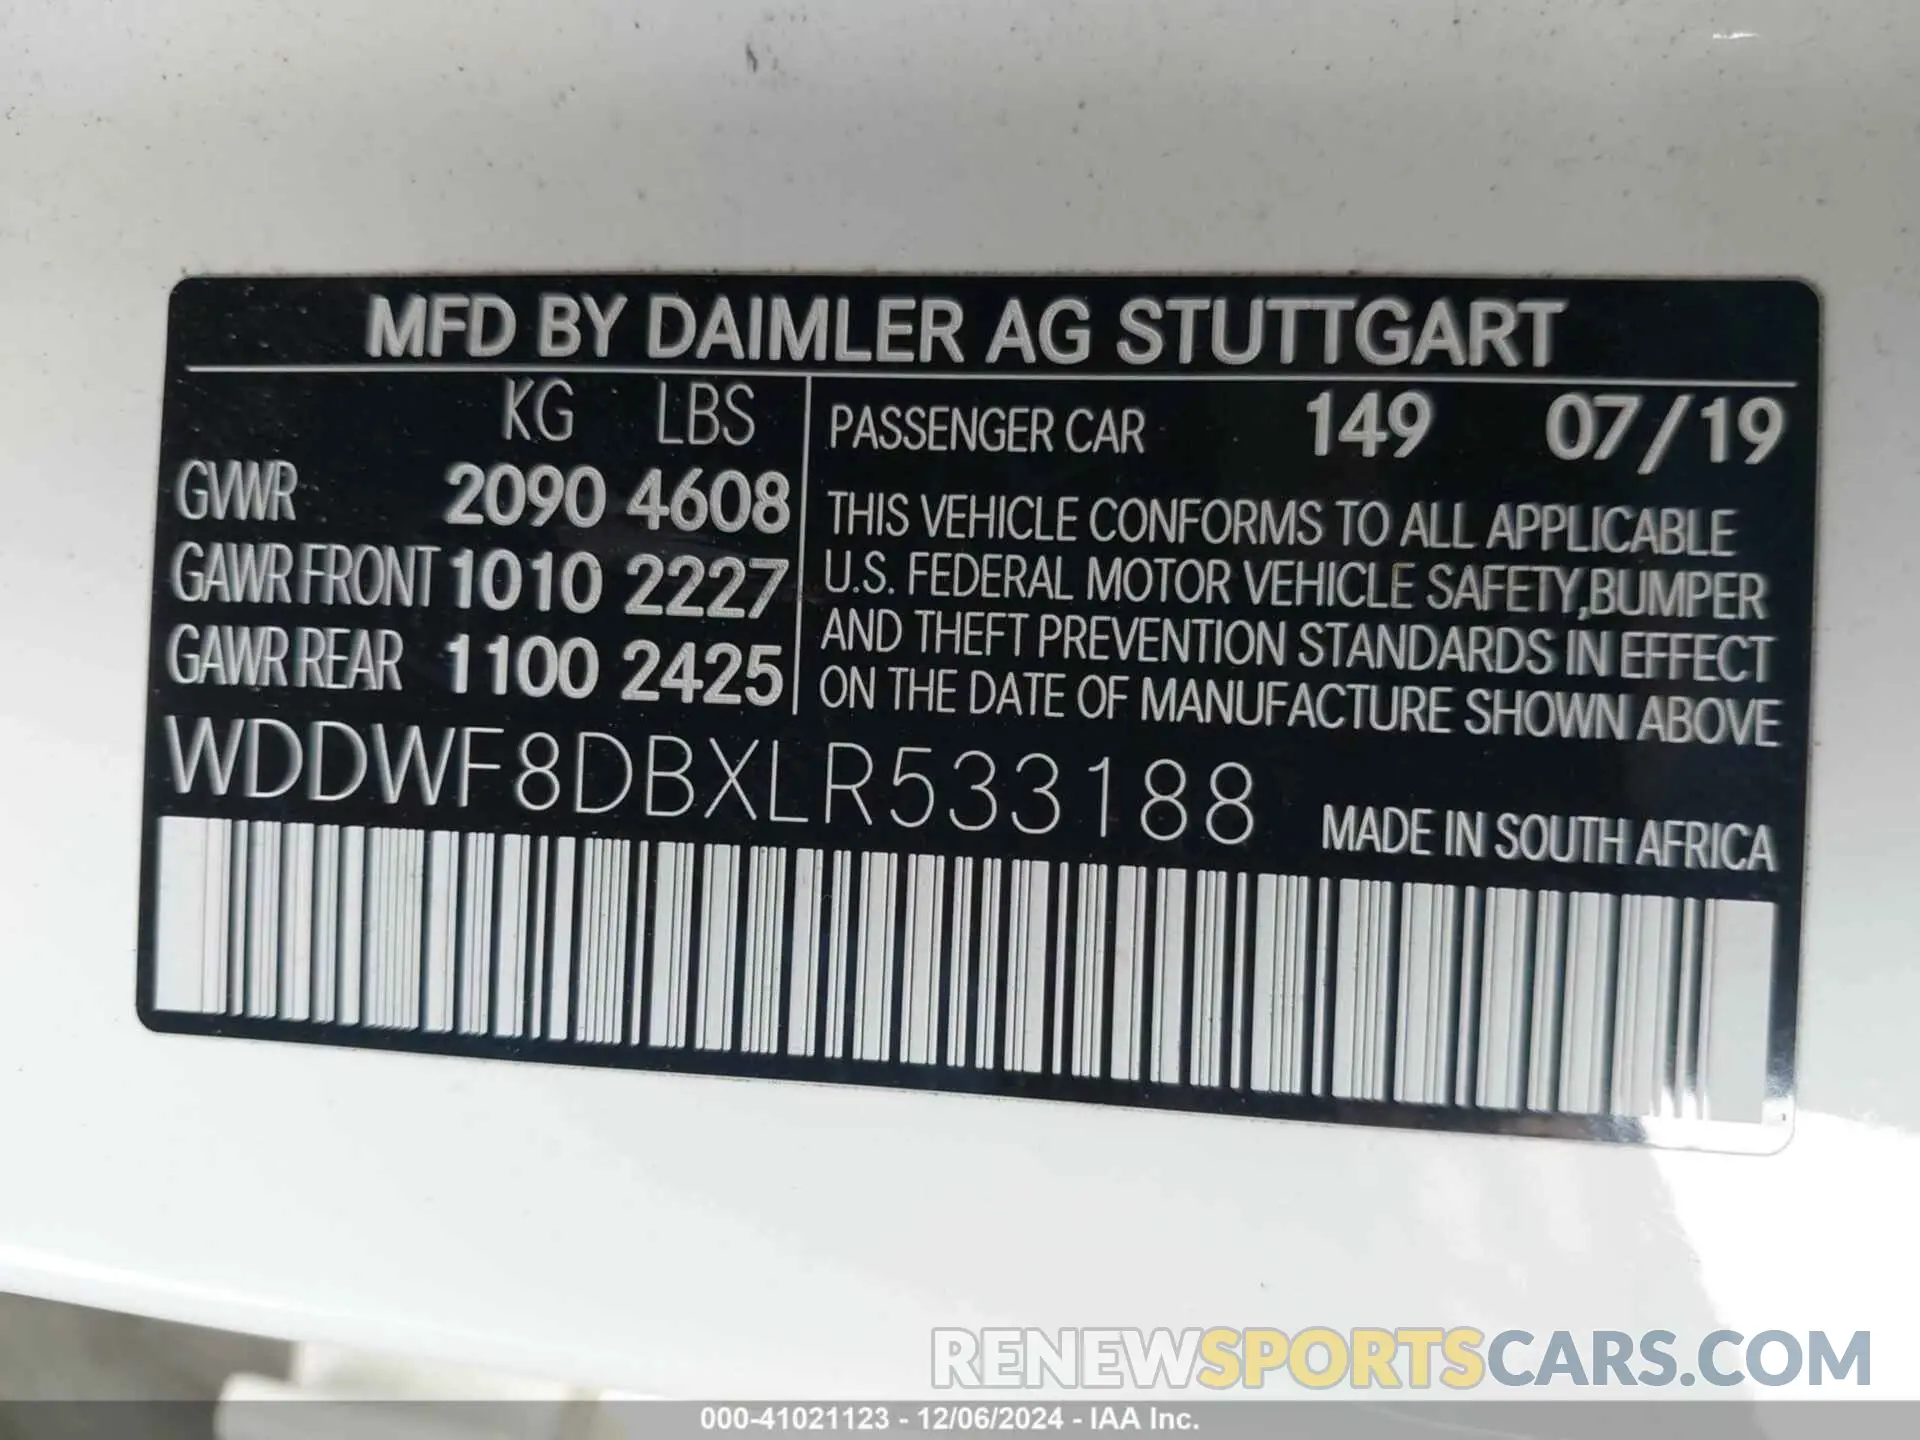 MFD BY DAIMLER AG STUTTGART
KG LBS
GVWR 2090 4608
GAWR FRONT 1010 2227
GAWR REAR 1100 2425
PASSENGER CAR 149 07/19
THIS VEHICLE CONFORMS TO ALL APPLICABLE
U.S. FEDERAL MOTOR VEHICLE SAFETY, BUMPER
AND THEFT PREVENTION STANDARDS IN EFFECT
ON THE DATE OF MANUFACTURE SHOWN ABOVE
WDDWF8DBXLR533188
MADE IN SOUTH AFRICA
RENEWSPORTSCARS.COM
000-41021123 - 12/06/2024 - IAA Inc.